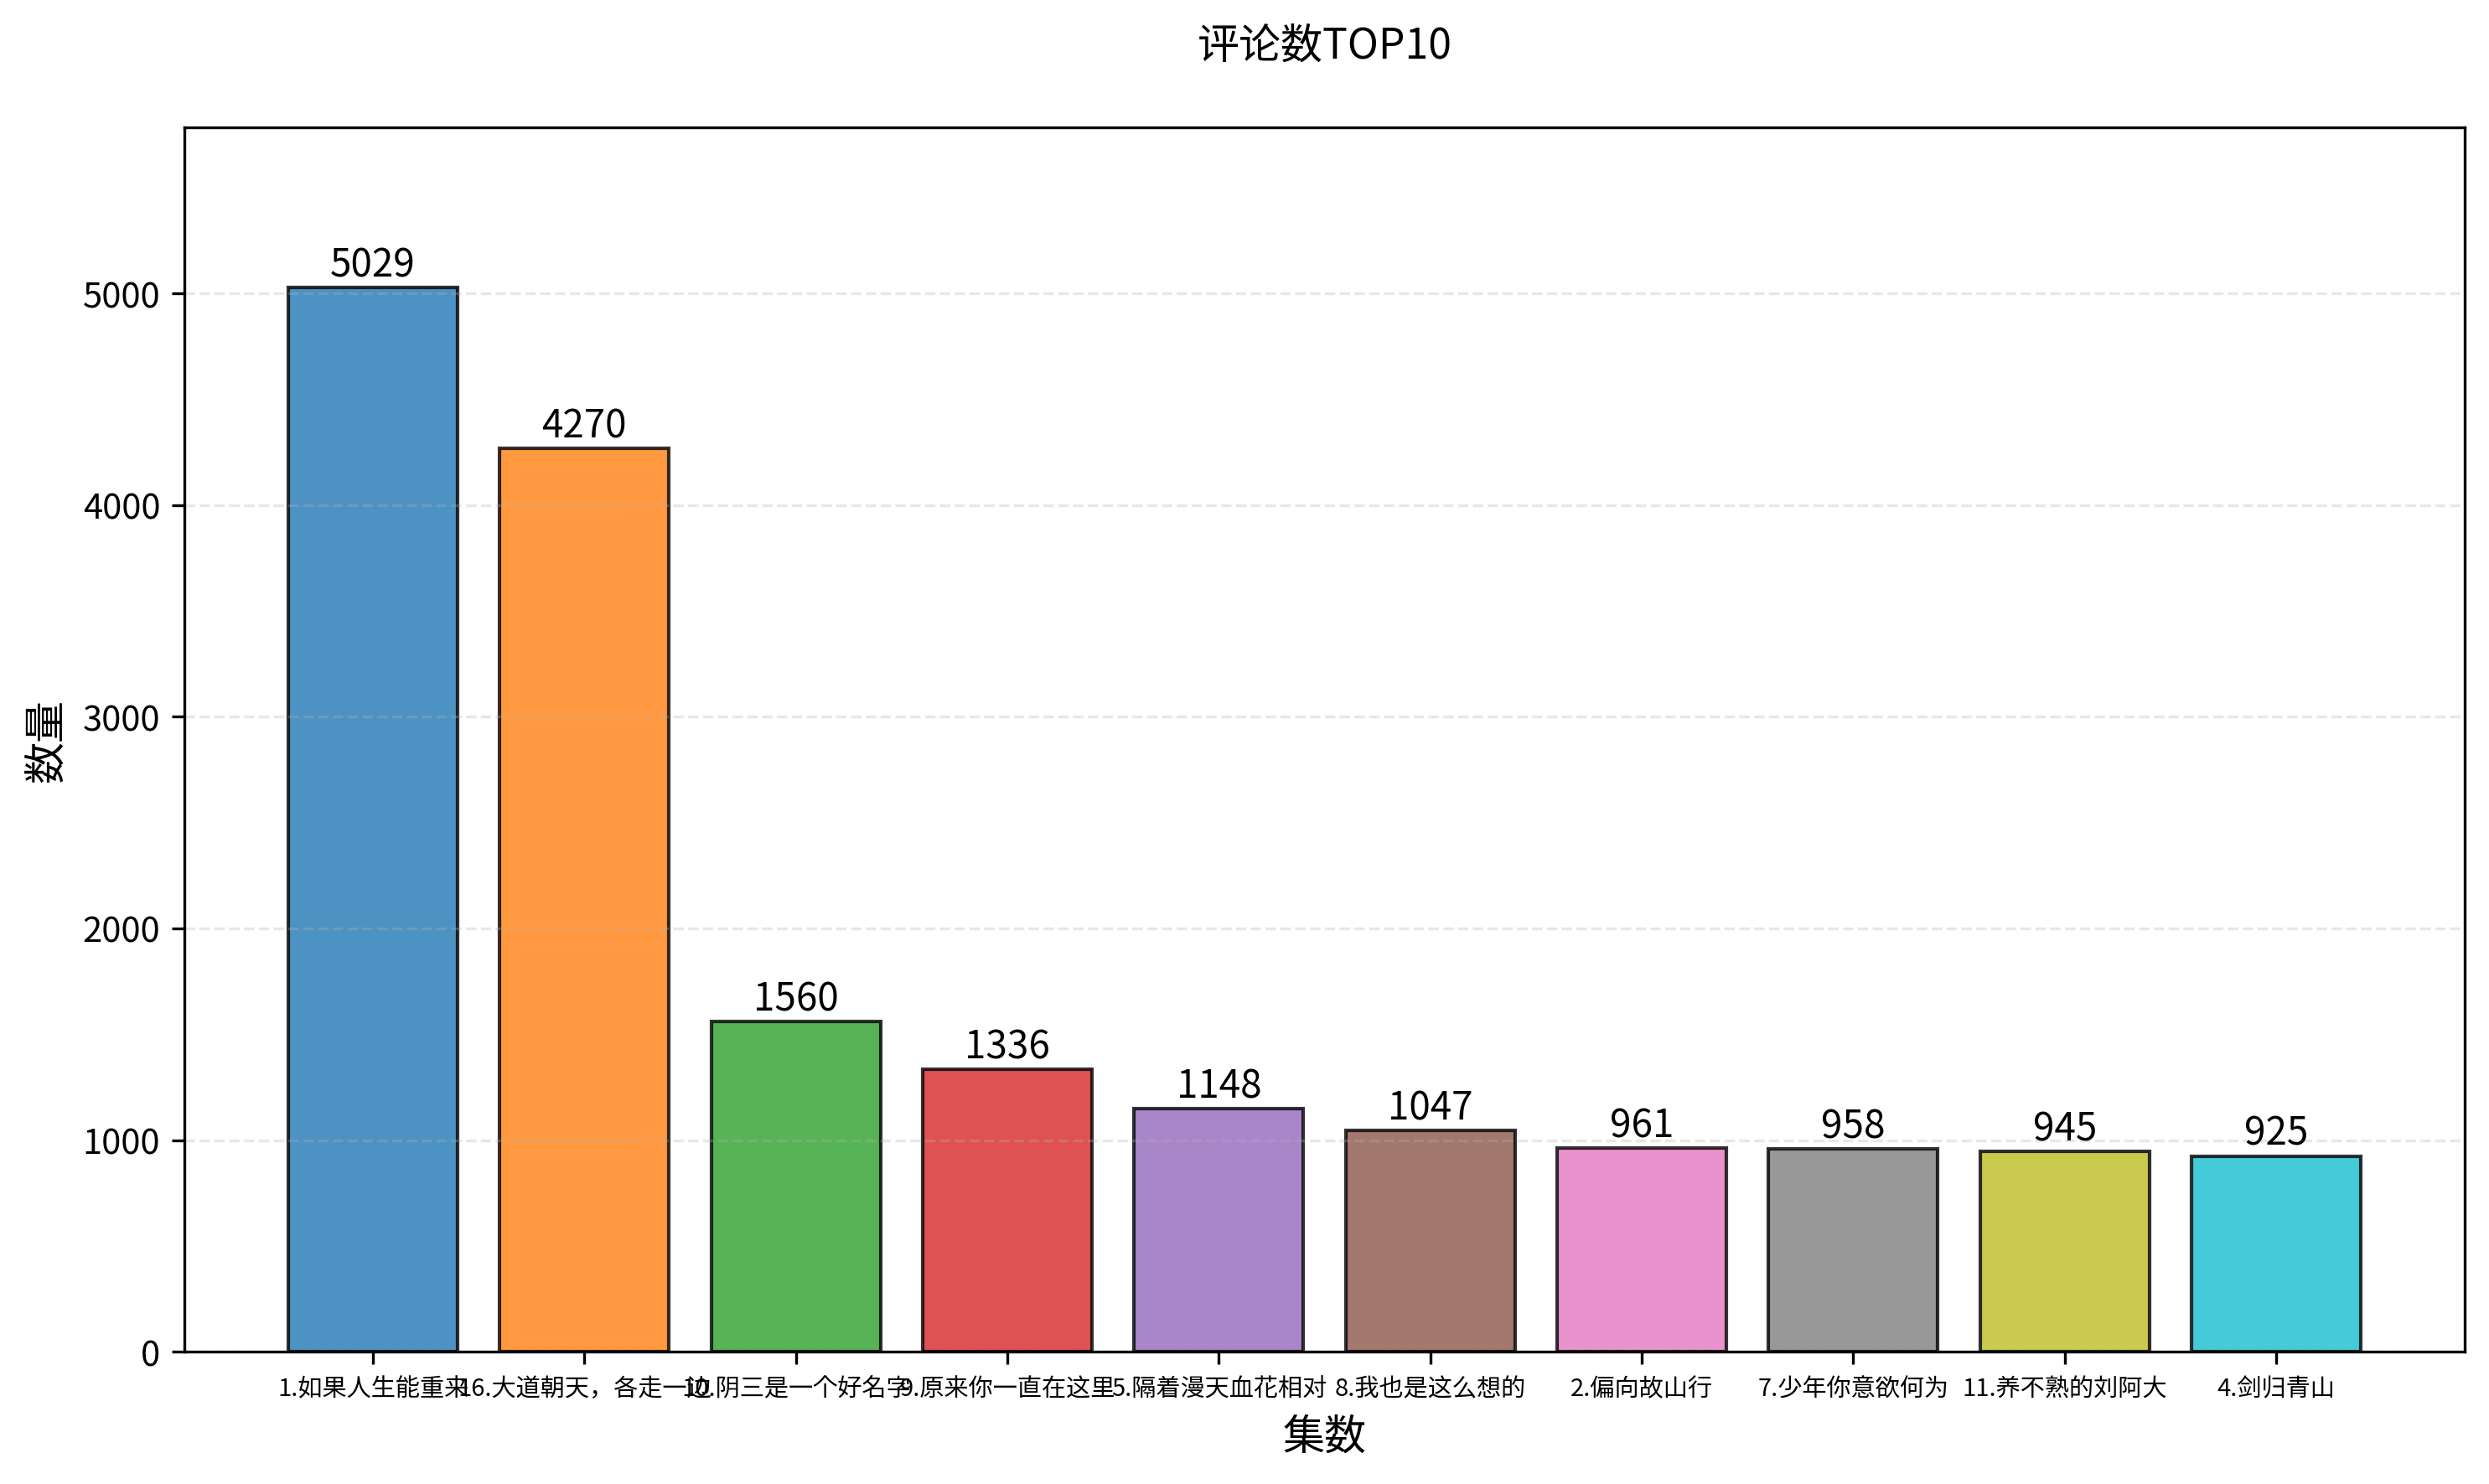 评论数TOP10
数量
5000
4000
3000
2000
1000
0
5029
4270
1560
1336
1148
1047
961
958
945
925
1.如果人生能重来
16.大道朝天，各走一边
10.阴三是一个好名字
9.原来你一直在这里
5.隔着漫天血花相对
8.我也是这么想的
2.偏向故山行
7.少年你意欲何为
11.养不熟的刘阿大
4.剑归青山
集数